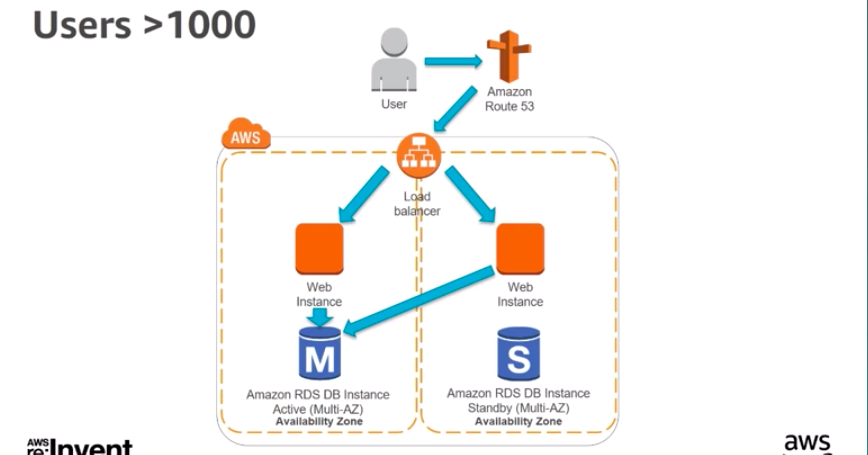 Users >1000
User
Amazon
Route 53
AWS
Load
balancer
Web
Instance
Web
Instance
M
S
Amazon RDS DB Instance
Active (Multi-AZ)
Availability Zone
Amazon RDS DB Instance
Standby (Multi-AZ)
Availability Zone
AWS
re:Invent
aws